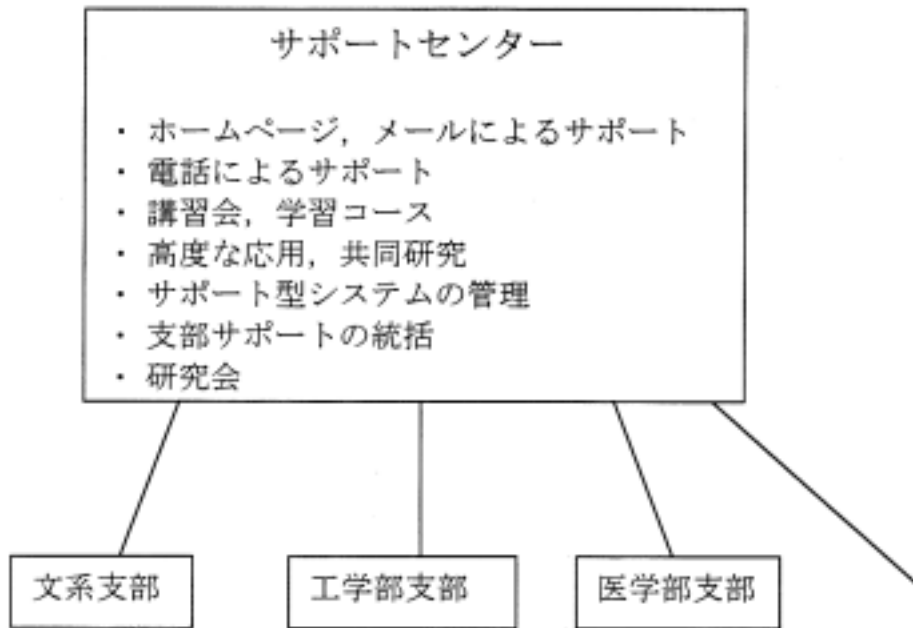 サポートセンター
・ ホームページ，メールによるサポート
・ 電話によるサポート
・ 講習会，学習コース
・ 高度な応用，共同研究
・ サポート型システムの管理
・ 支部サポートの統括
・ 研究会
文系支部
工学部支部
医学部支部